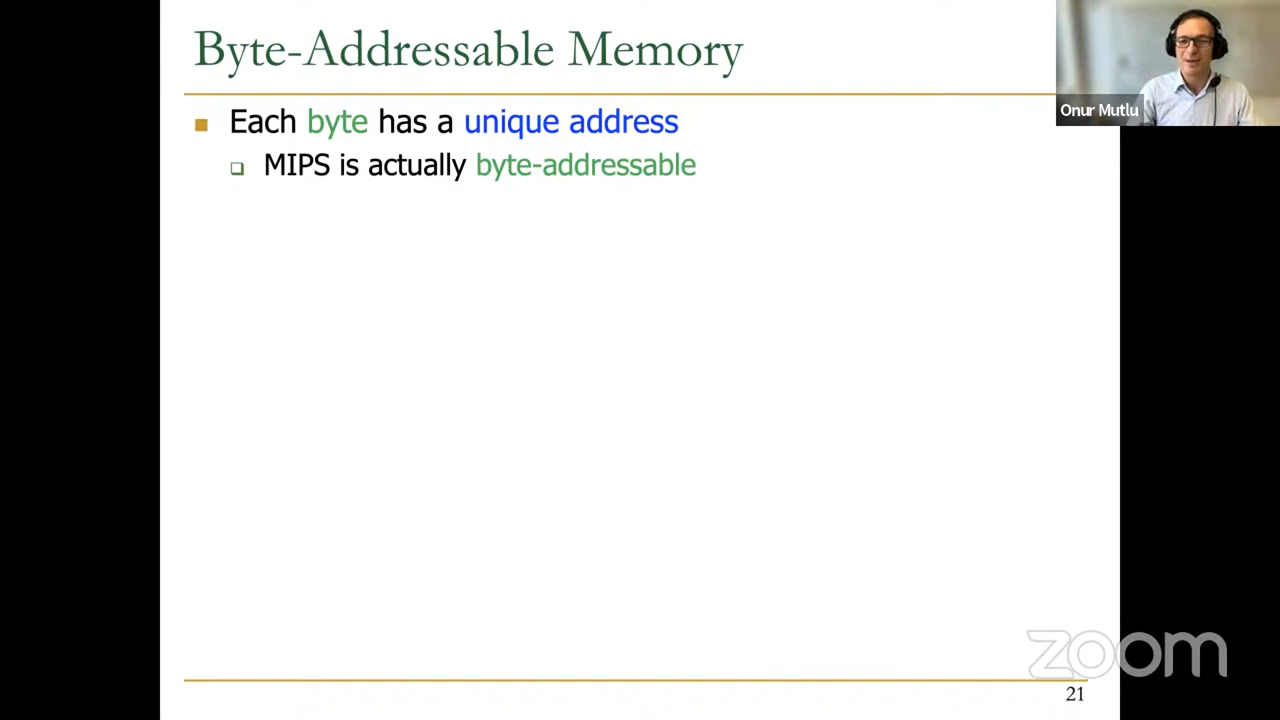 Byte-Addressable Memory
Onur Mutlu
Each byte has a unique address
MIPS is actually byte-addressable
zoom
21